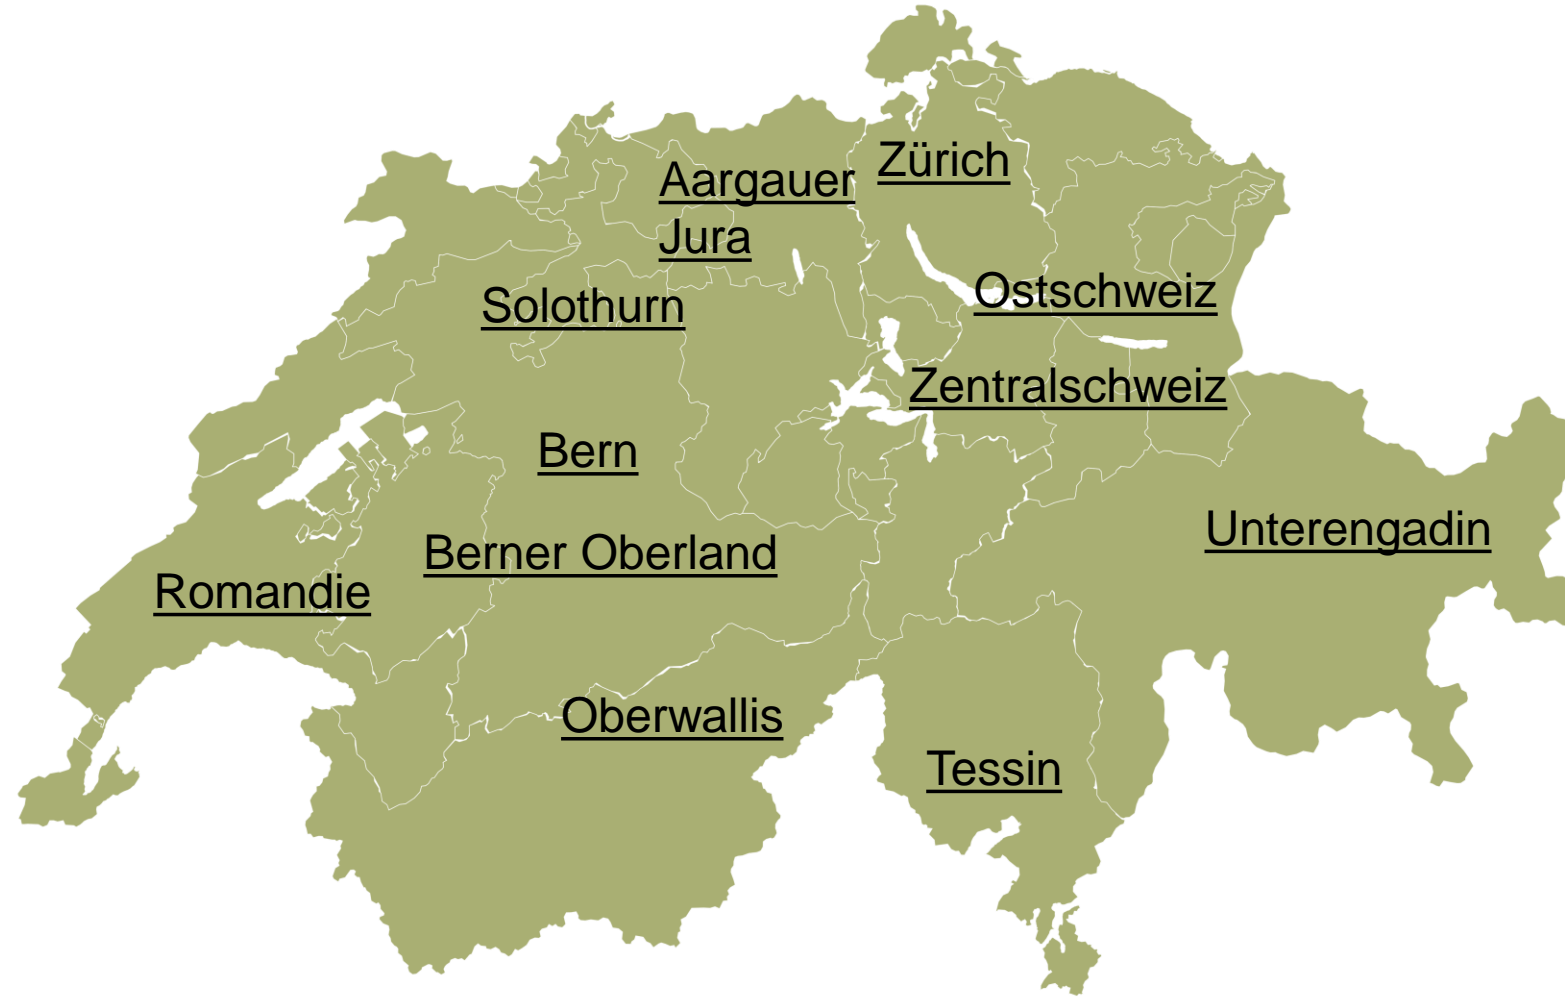 Zürich
Aargauer
Jura
Ostschweiz
Solothurn
Zentralschweiz
Bern
Unterengadin
Berner Oberland
Romandie
Oberwallis
Tessin